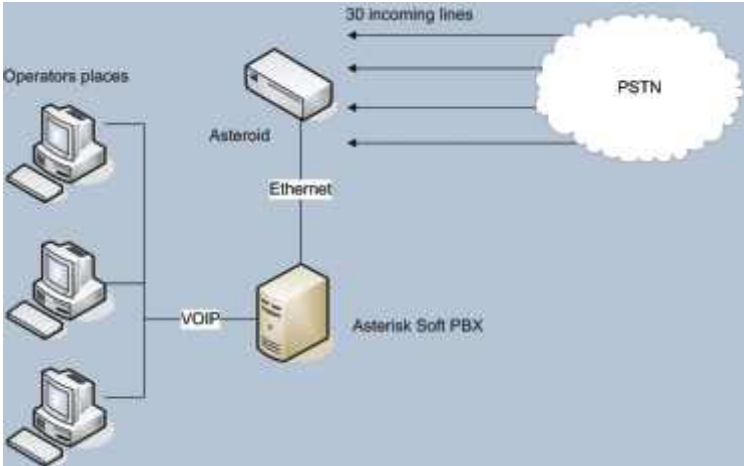 30 incoming lines
PSTN
Operators places
Asteroid
Ethernet
VOIP
Asterisk Soft PBX